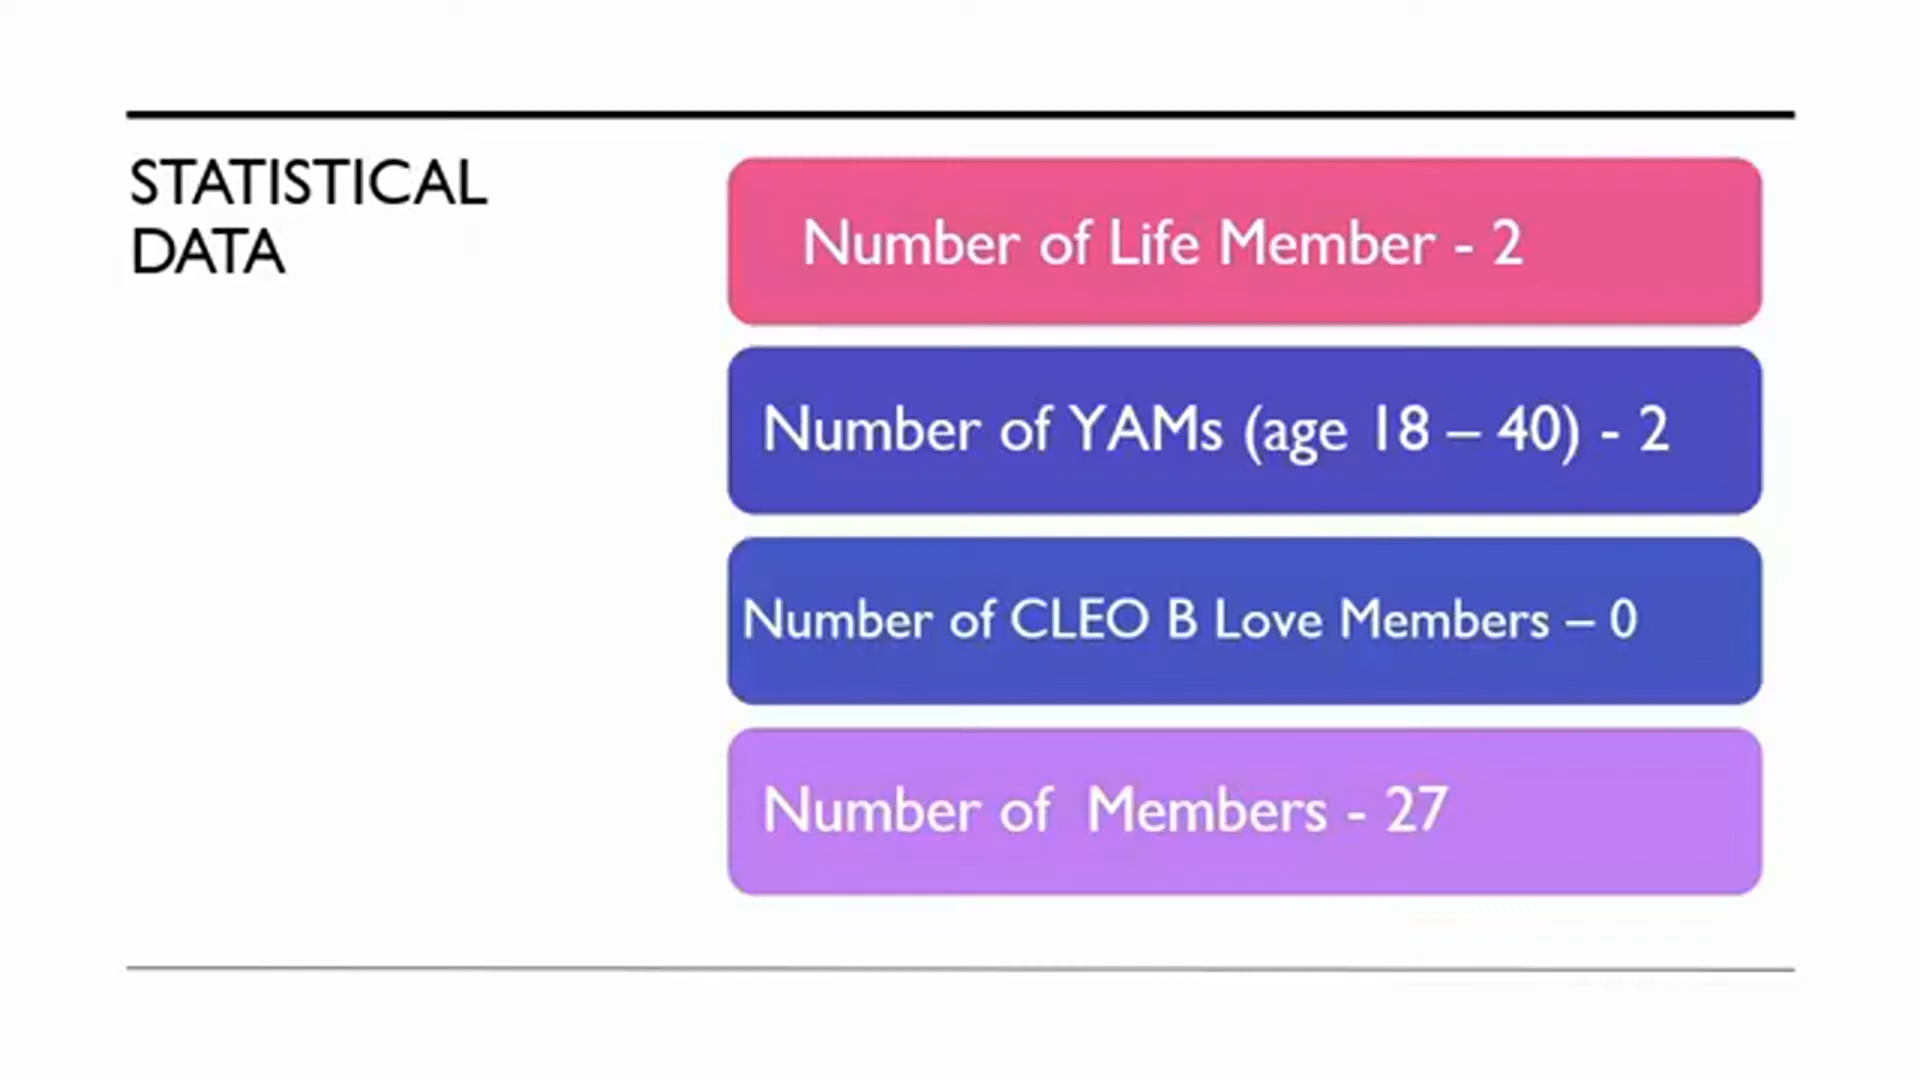 STATISTICAL
DATA
Number of Life Member - 2
Number of YAMs (age 18 – 40) - 2
Number of CLEO B Love Members – 0
Number of  Members - 27